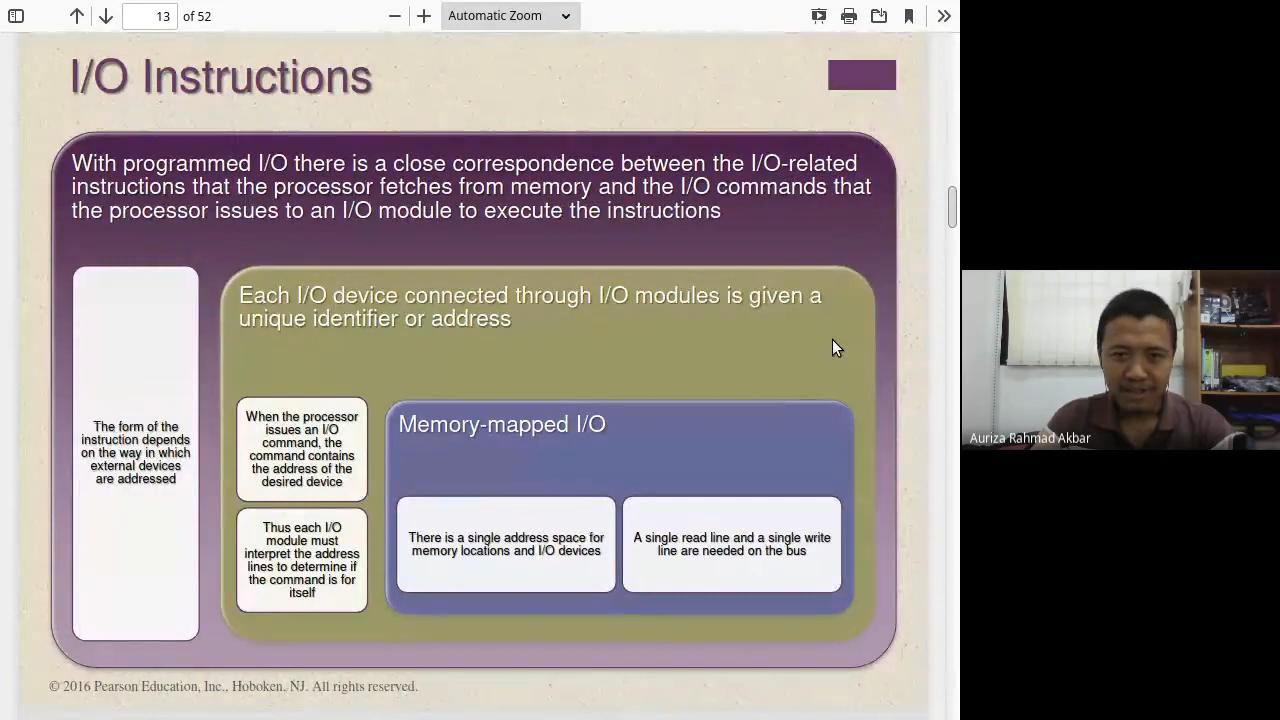 13 of 52
Automatic Zoom
I/O Instructions
With programmed I/O there is a close correspondence between the I/O-related
instructions that the processor fetches from memory and the I/O commands that
the processor issues to an I/O module to execute the instructions
The form of the
instruction depends
on the way in which
external devices
are addressed
Each I/O device connected through I/O modules is given a
unique identifier or address
When the processor
issues an I/O
command, the
command contains
the address of the
desired device
Thus each I/O
module must
interpret the address
lines to determine if
the command is for
itself
Memory-mapped I/O
There is a single address space for
memory locations and I/O devices
A single read line and a single write
line are needed on the bus
© 2016 Pearson Education, Inc., Hoboken, NJ. All rights reserved.
Auriza Rahmad Akbar